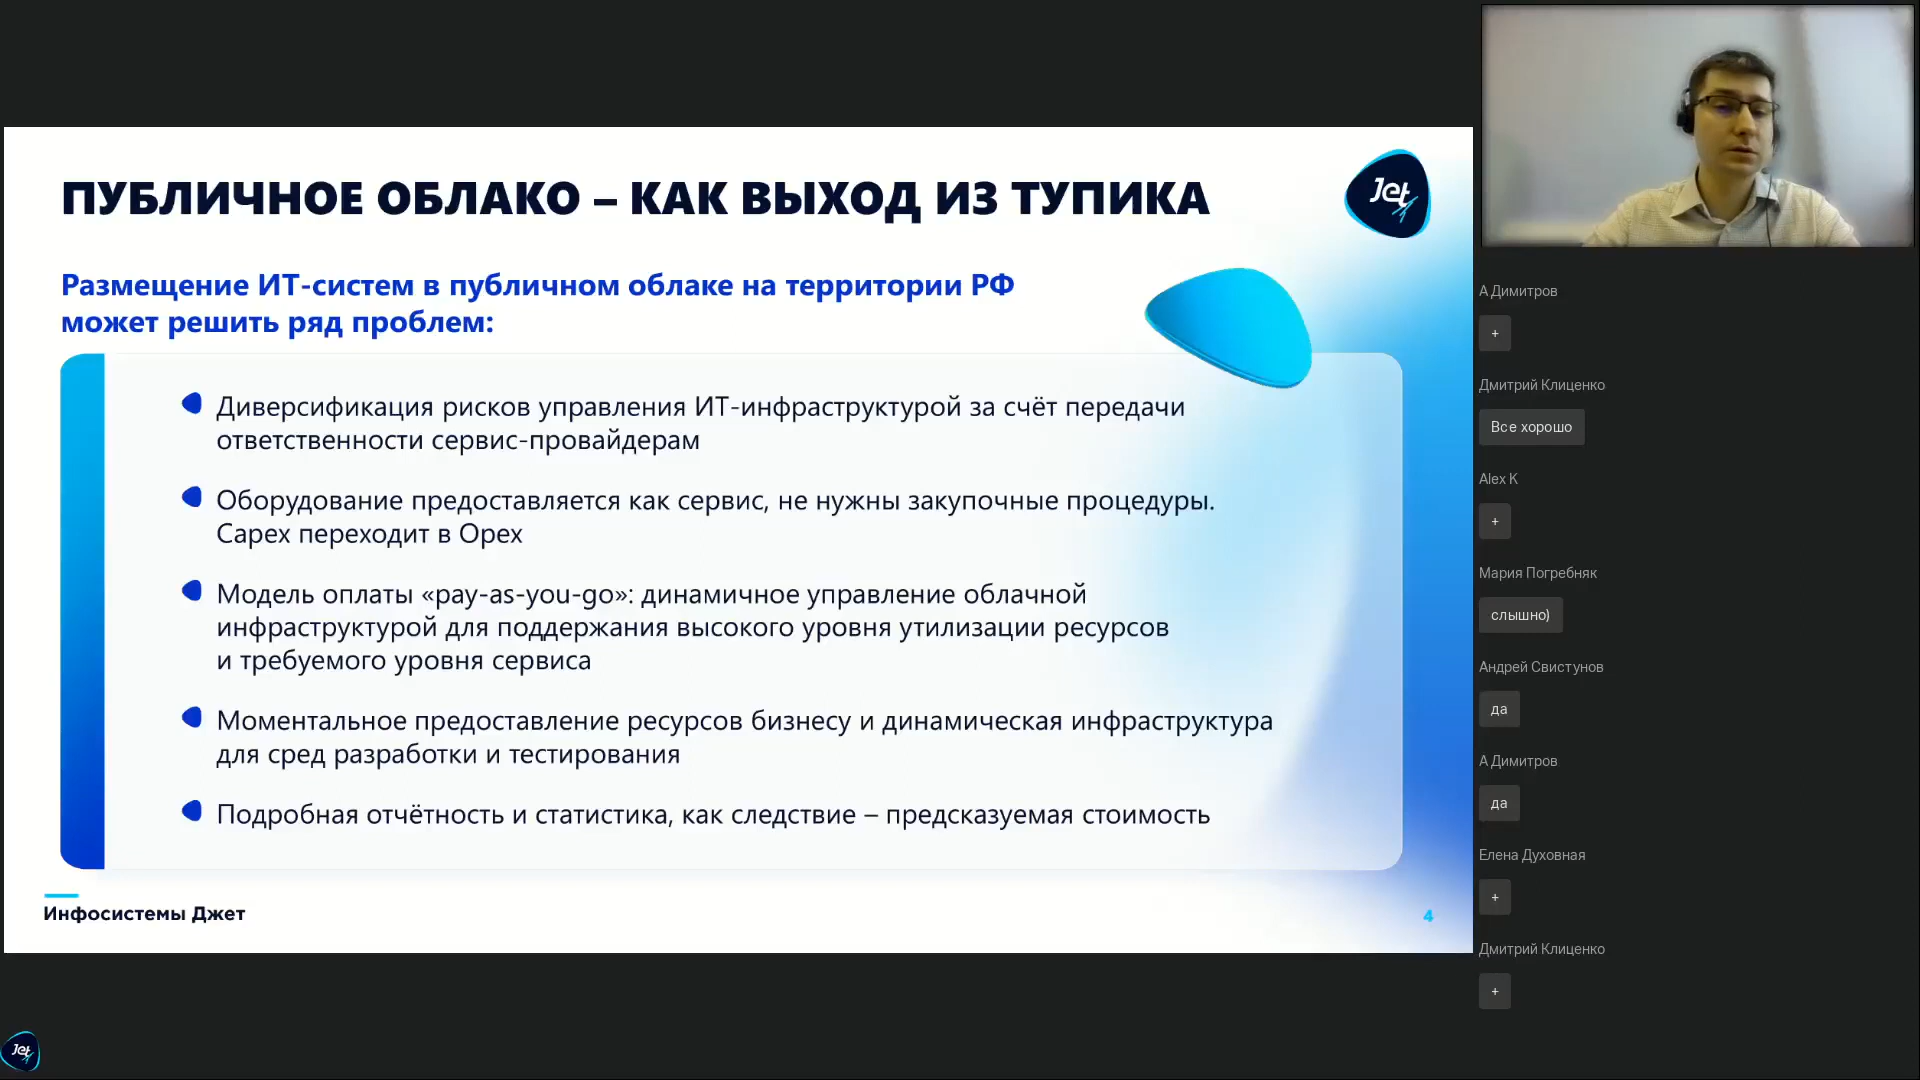 ПУБЛИЧНОЕ ОБЛАКО – КАК ВЫХОД ИЗ ТУПИКА
Jet
Размещение ИТ-систем в публичном облаке на территории РФ
может решить ряд проблем:
Диверсификация рисков управления ИТ-инфраструктурой за счёт передачи
ответственности сервис-провайдерам
Оборудование предоставляется как сервис, не нужны закупочные процедуры.
Capex переходит в Opex
Модель оплаты «pay-as-you-go»: динамичное управление облачной
инфраструктурой для поддержания высокого уровня утилизации ресурсов
и требуемого уровня сервиса
Моментальное предоставление ресурсов бизнесу и динамическая инфраструктура
для сред разработки и тестирования
Подробная отчётность и статистика, как следствие – предсказуемая стоимость
Инфосистемы Джет
4
Jet
А Димитров
+
Дмитрий Клиценко
Все хорошо
Alex K
+
Мария Погребняк
слышно)
Андрей Свистунов
да
А Димитров
да
Елена Духовная
+
Дмитрий Клиценко
+